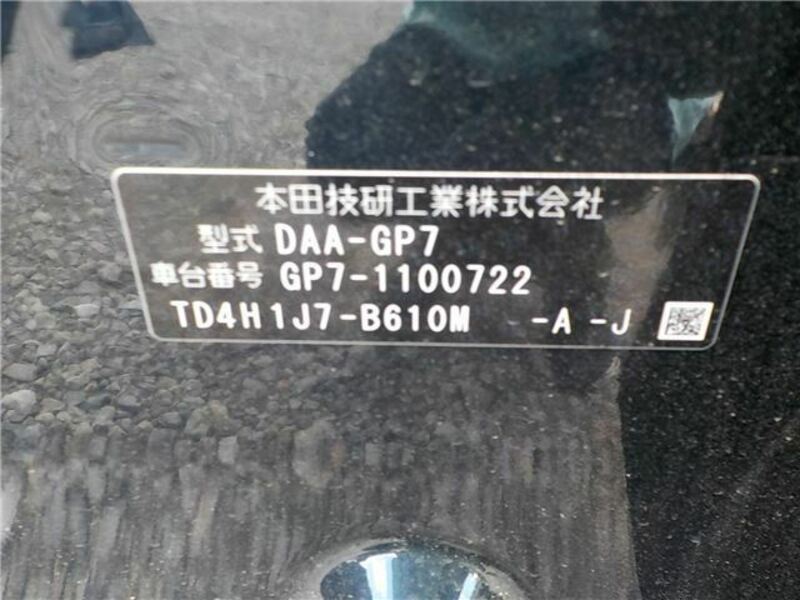 本田技研工業株式会社
型式 DAA-GP7
車台番号 GP7-1100722
TD4H1J7-B610M -A -J